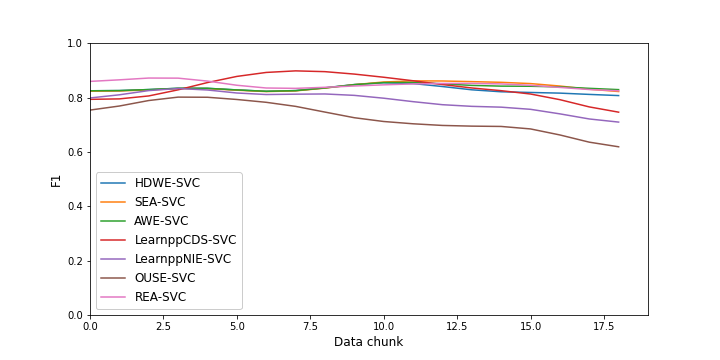 1.0
0.8
0.6
0.4
0.2
0.0
F1
HDWE-SVC
SEA-SVC
AWE-SVC
LearnppCDS-SVC
LearnppNIE-SVC
OUSE-SVC
REA-SVC
0.0 2.5 5.0 7.5 10.0 12.5 15.0 17.5
Data chunk